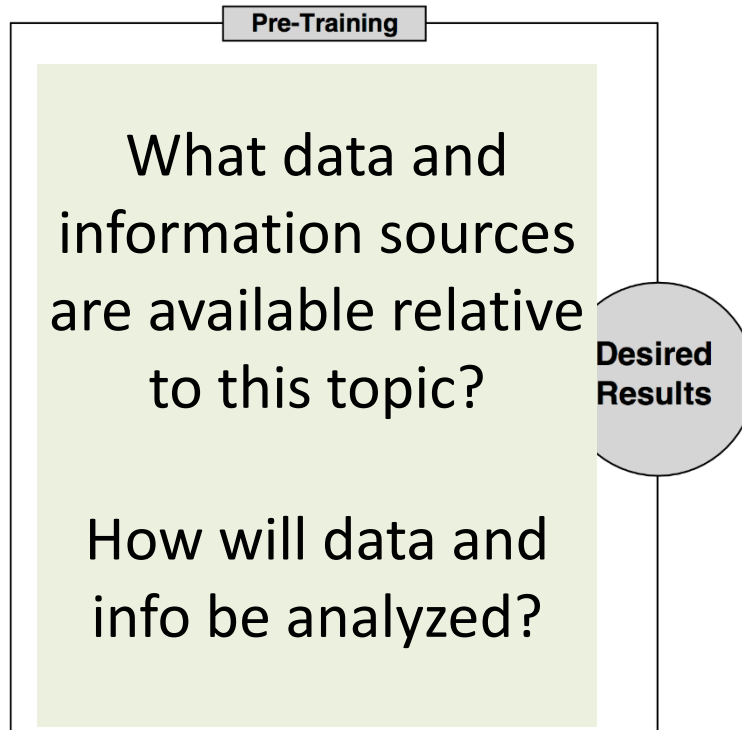 Pre-Training
What data and
information sources
are available relative
to this topic?
Desired
Results
How will data and
info be analyzed?